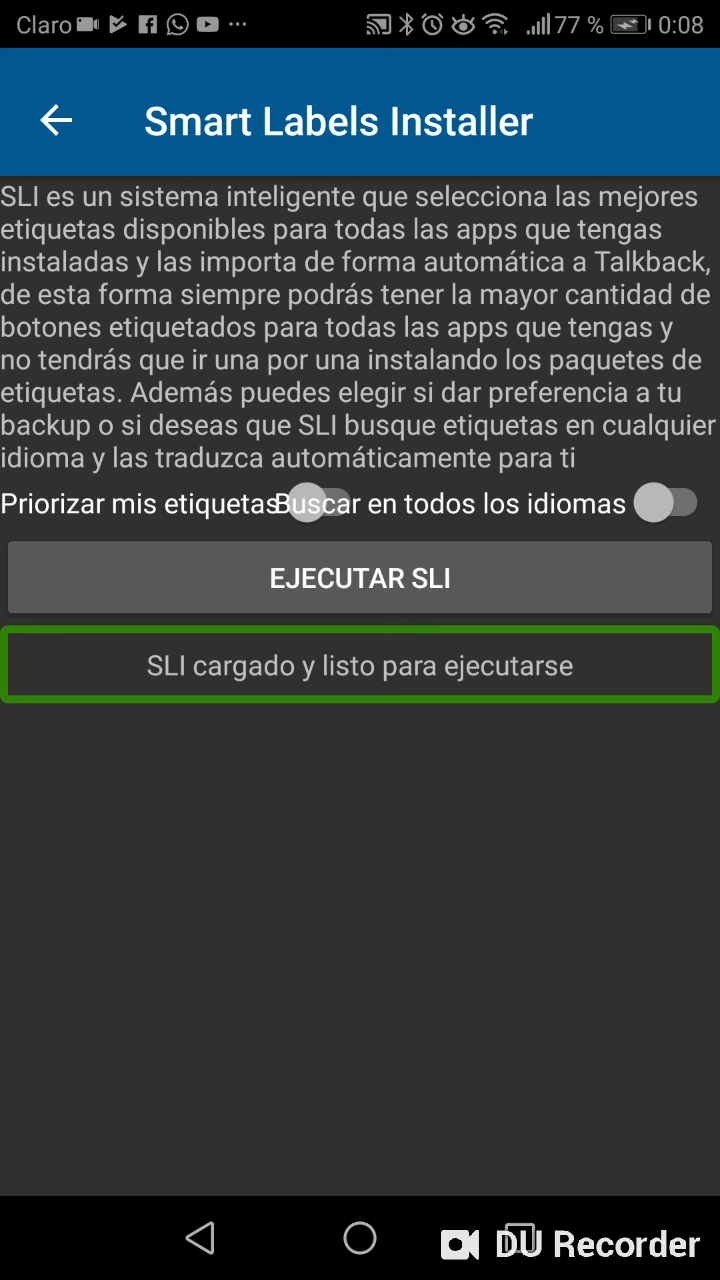 Claro ... 77 % 0:08
Smart Labels Installer
SLI es un sistema inteligente que selecciona las mejores
etiquetas disponibles para todas las apps que tengas
instaladas y las importa de forma automática a Talkback,
de esta forma siempre podrás tener la mayor cantidad de
botones etiquetados para todas las apps que tengas y
no tendrás que ir una por una instalando los paquetes de
etiquetas. Además puedes elegir si dar preferencia a tu
backup o si deseas que SLI busque etiquetas en cualquier
idioma y las traduzca automáticamente para ti
Priorizar mis etiquetas Buscar en todos los idiomas
EJECUTAR SLI
SLI cargado y listo para ejecutarse
DU Recorder